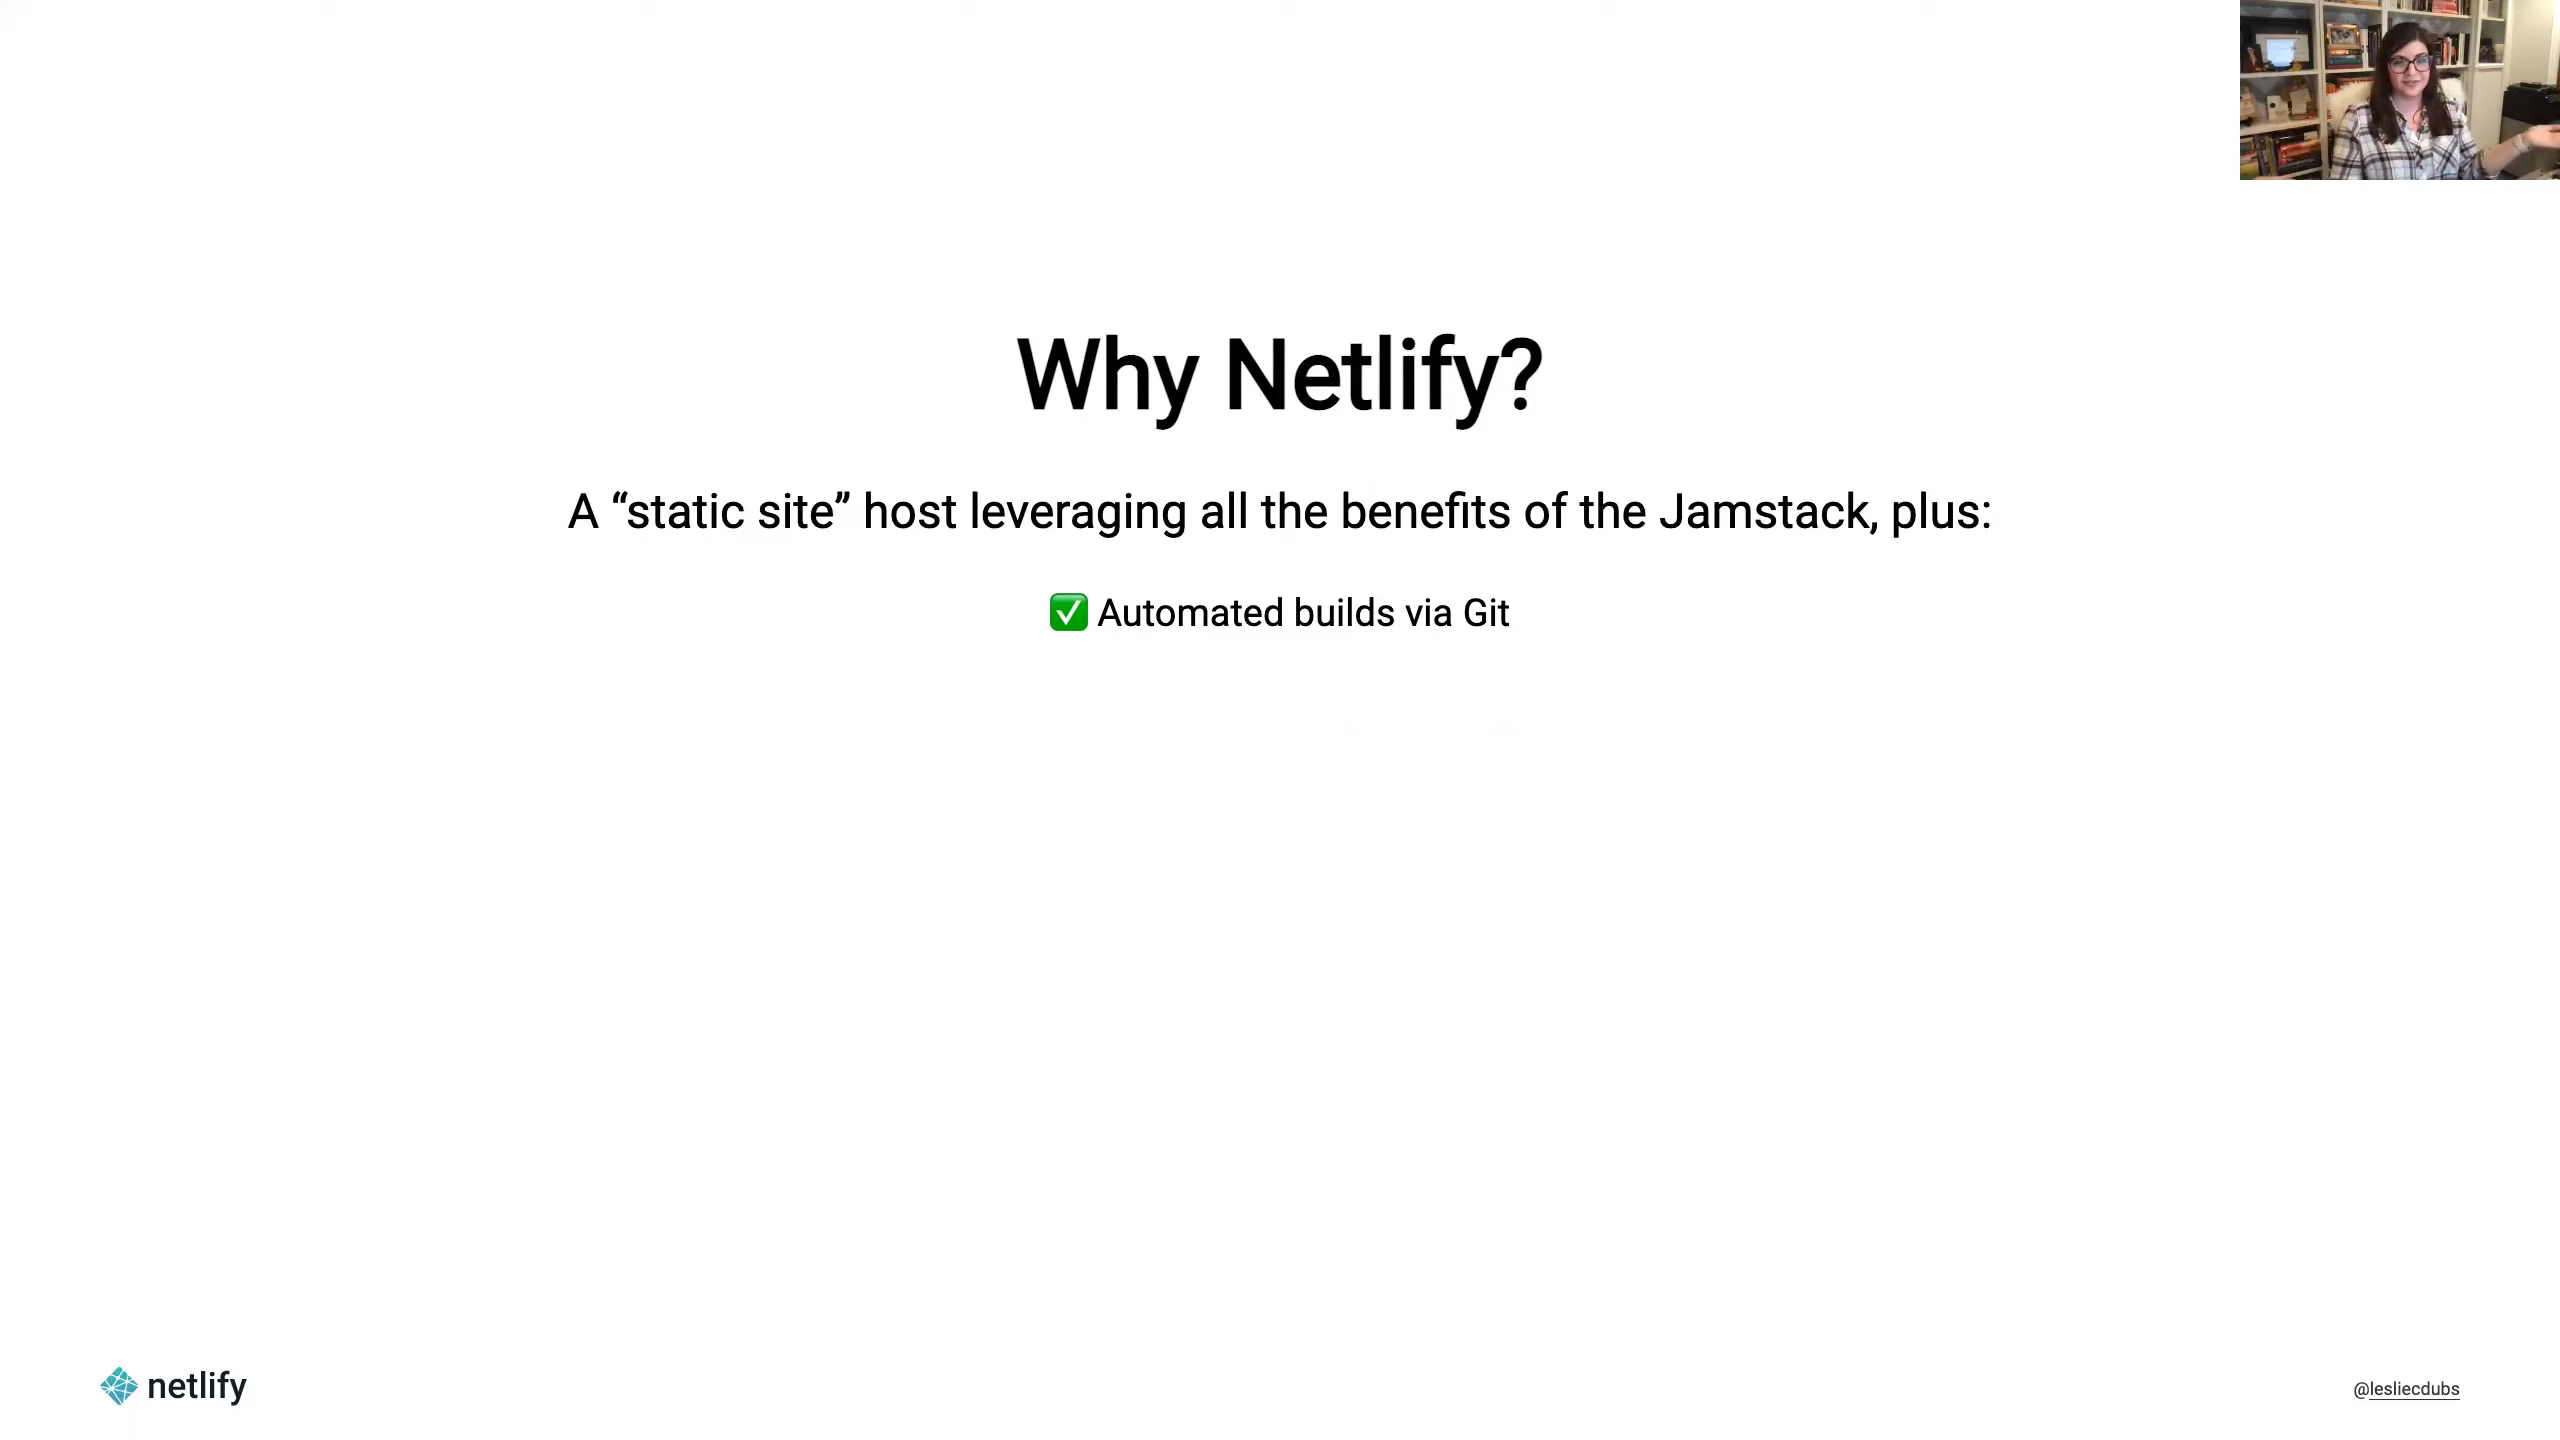 Why Netlify?
A “static site” host leveraging all the benefits of the Jamstack, plus:
✅ Automated builds via Git
netlify
@lesliecdubs